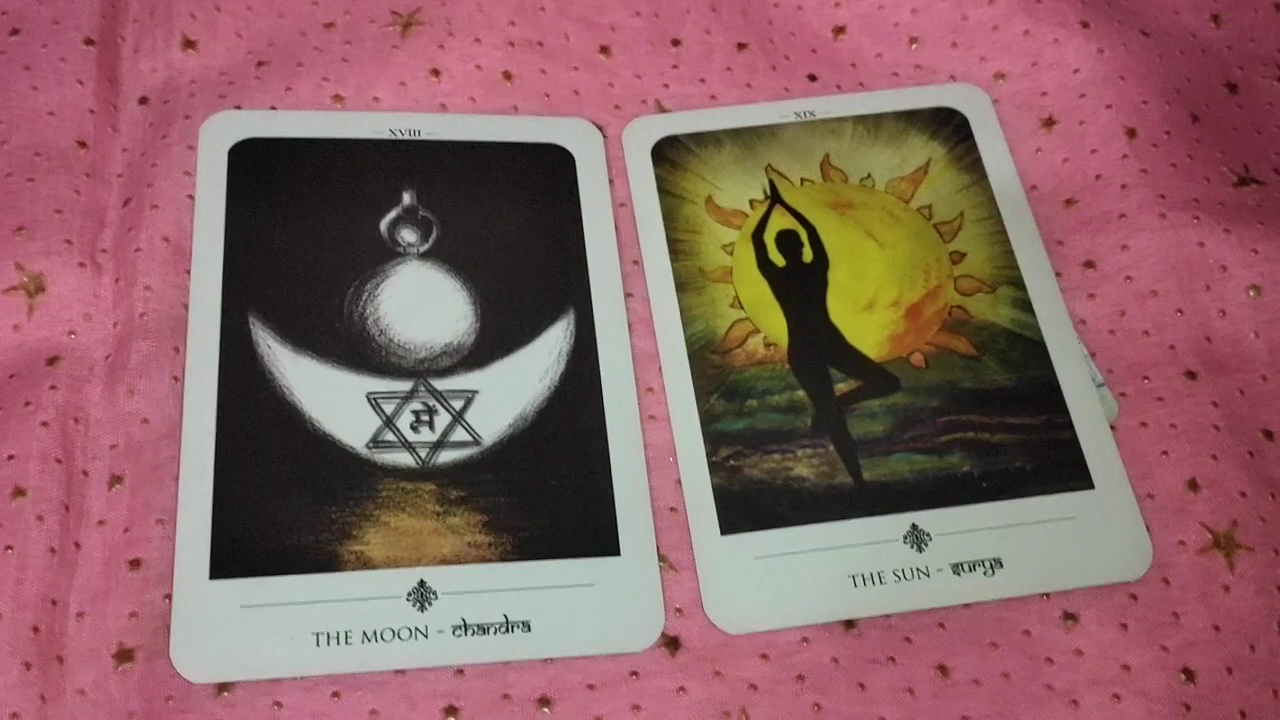 XVIII
में
THE MOON - chandra
XIX
THE SUN - surya